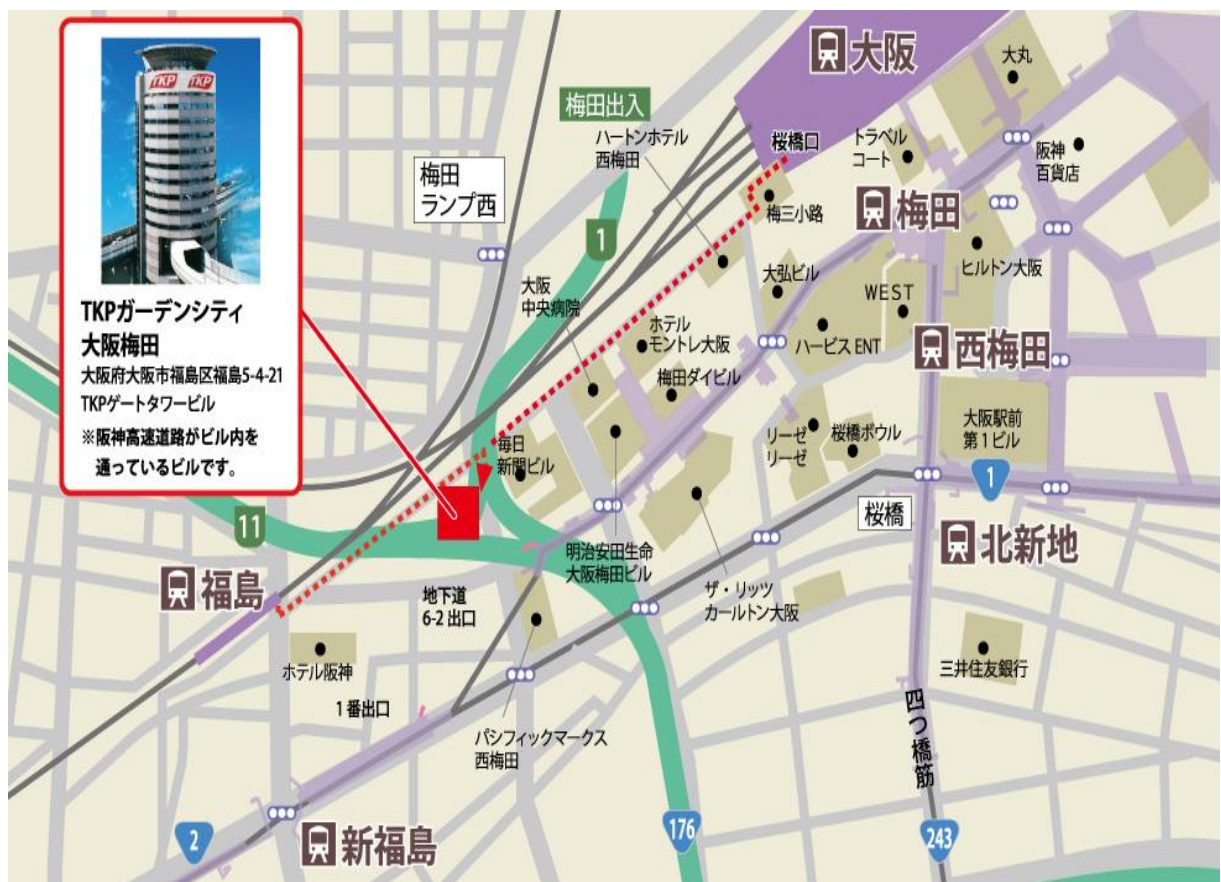 TKP TKP
TKPガーデンシティ
大阪梅田
大阪府大阪市福島区福島5-4-21
TKPゲートタワービル
※阪神高速道路がビル内を
通っているビルです。
大阪
大丸
梅田出入
ハートンホテル
西梅田
桜橋口
トラベル
コート
阪神
百貨店
梅田
ランプ西
梅三小路
梅田
1
大弘ビル
ヒルトン大阪
大阪
中央病院
WEST
ホテル
モントレ大阪
ハービス ENT
西梅田
梅田ダイビル
毎日
新聞ビル
リーゼ
リーゼ
桜橋ボウル
大阪駅前
第1ビル
1
11
桜橋
北新地
明治安田生命
大阪梅田ビル
ザ・リッツ
カールトン大阪
福島
地下道
6-2 出口
ホテル阪神
三井住友銀行
1番出口
パシフィックマークス
西梅田
四つ橋筋
2
新福島
176
243